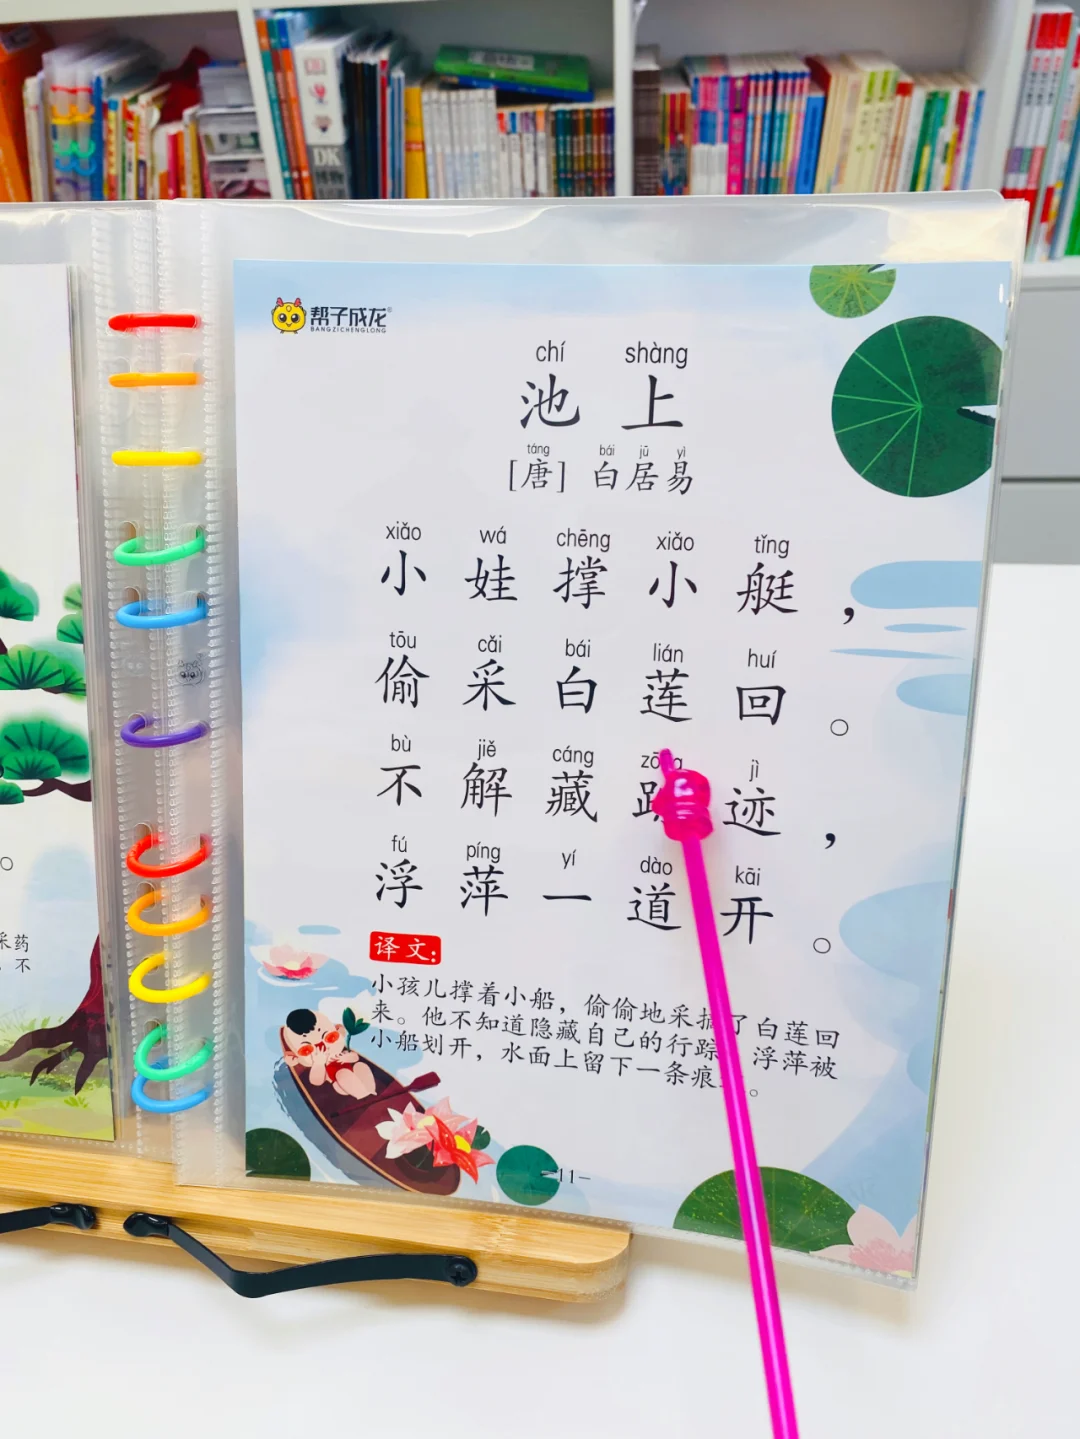 帮子成龙
BANGZICHENGLONG
chí shàng
池上
táng bái jū yì
[唐] 白居易
xiǎo wá chēng xiǎo tǐng
小娃撑小艇，
tōu cǎi bái lián huí
偷采白莲回。
bù jiě cáng jì
不解藏迹，
fú píng yí dào kāi
浮萍一道开。
译文:
小孩儿撑着小船，偷偷地采了白莲回
来。他不知道隐藏自己的行踪 浮萍被
小船划开，水面上留下一条痕。
-11-
采药
不
DK